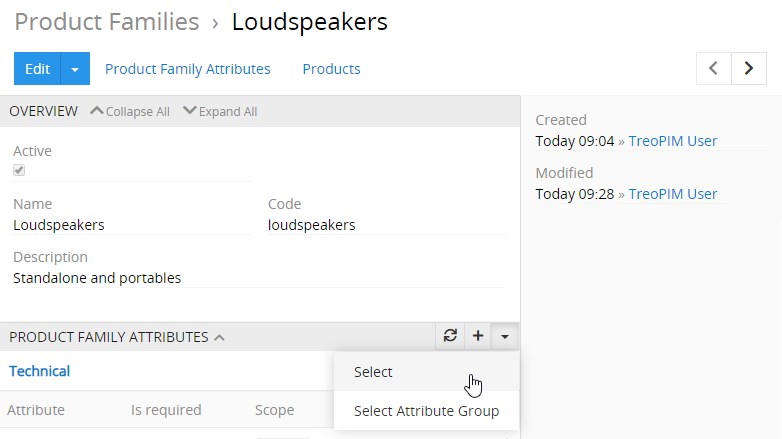 Product Families › Loudspeakers
Edit Product Family Attributes Products
OVERVIEW Collapse All Expand All
Active
Name Code
Loudspeakers loudspeakers
Description
Standalone and portables
Created
Today 09:04 » TreoPIM User
Modified
Today 09:28 » TreoPIM User
PRODUCT FAMILY ATTRIBUTES
Technical
Select
Select Attribute Group
Attribute Is required Scope